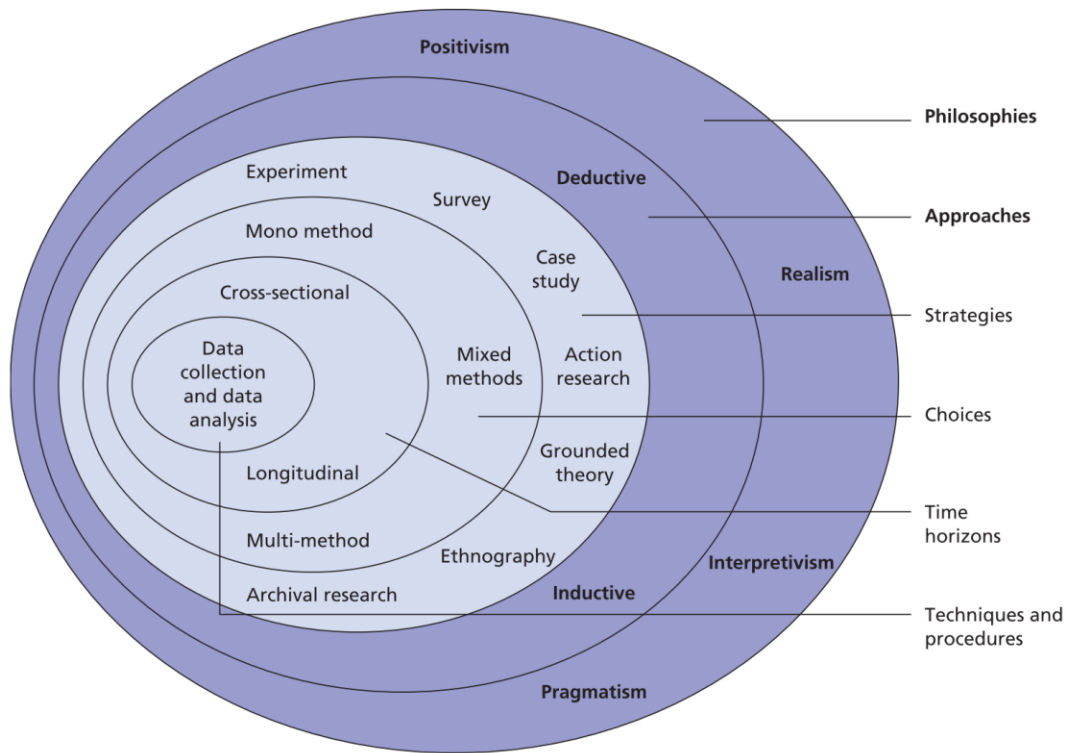 Positivism
Philosophies
Experiment
Deductive
Survey
Approaches
Mono method
Case
study
Realism
Cross-sectional
Strategies
Data
collection
and data
analysis
Mixed
methods
Action
research
Choices
Grounded
theory
Longitudinal
Time
horizons
Multi-method
Ethnography
Interpretivism
Archival research
Inductive
Techniques and
procedures
Pragmatism